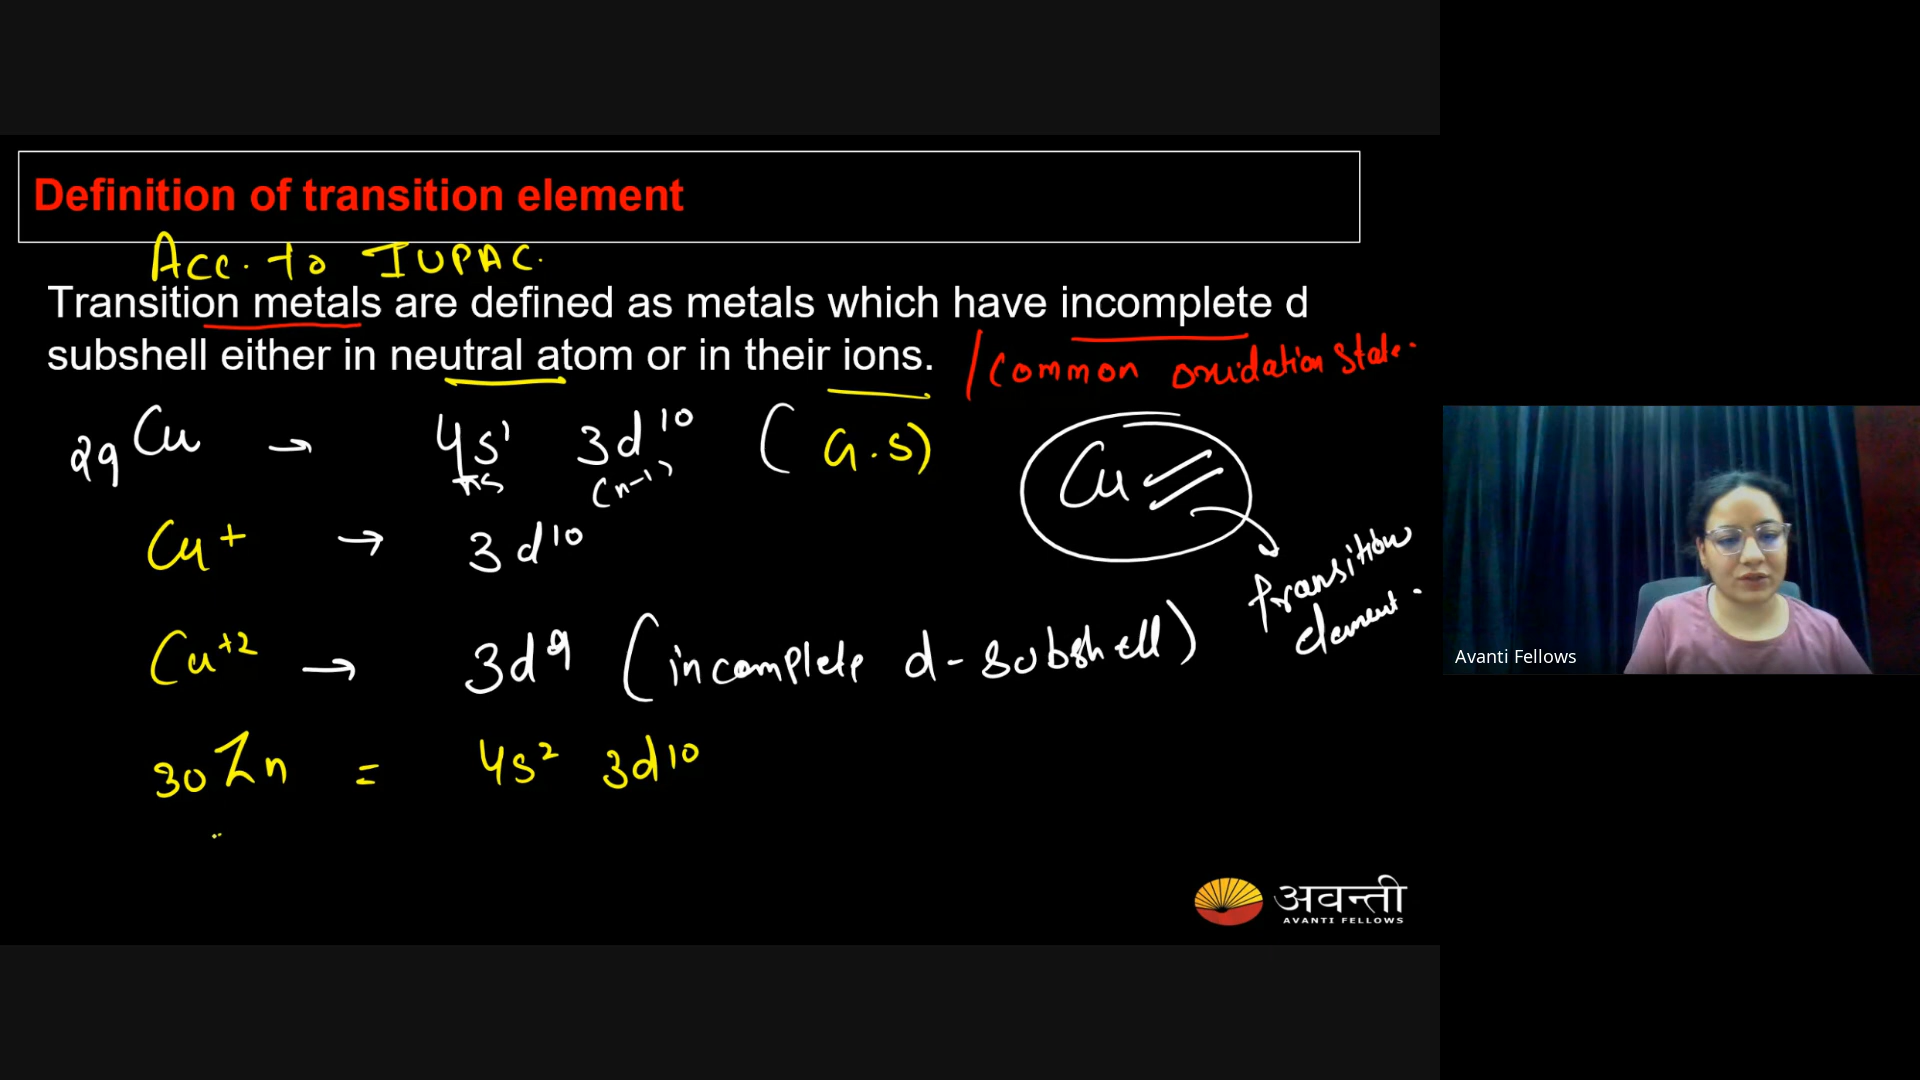 Definition of transition element
Acc. to IUPAC.
Transition metals are defined as metals which have incomplete d
subshell either in neutral atom or in their ions. / Common oxidation state.
29Cu → 4s¹ 3d¹⁰ (G.S)
ns (n-1)
Cu
Cu+ → 3d¹⁰
transition
element.
Cu+2 → 3d⁹ (incomplete d-subshell)
30Zn = 4s² 3d¹⁰
Avanti Fellows
अवन्ती
AVANTI FELLOWS